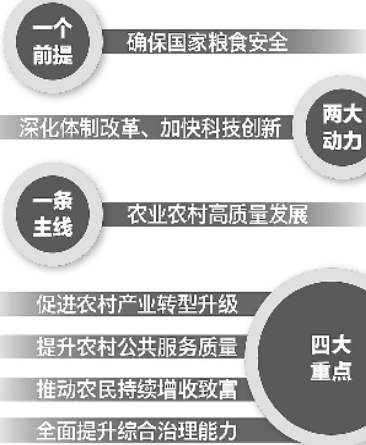 一个
前提
确保国家粮食安全
深化体制改革、加快科技创新
两大
动力
一条
主线
农业农村高质量发展
促进农村产业转型升级
提升农村公共服务质量
推动农民持续增收致富
全面提升综合治理能力
四大
重点